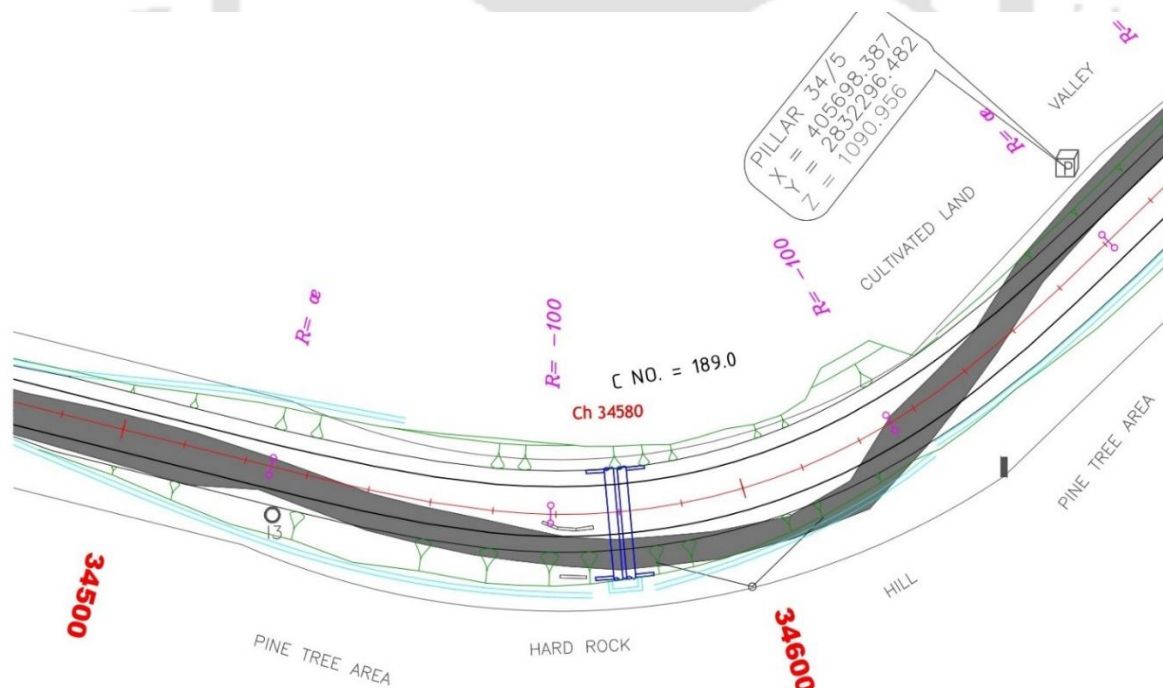 R=
VALLEY
PILLAR 34/5
X = 405698.387
Y = 2832296.482
Z = 1090.956
R= œ
CULTIVATED LAND
R= -100
R= œ
R= -100
C NO. = 189.0
Ch 34580
PINE TREE AREA
P
13
34500
HILL
34600
HARD ROCK
PINE TREE AREA